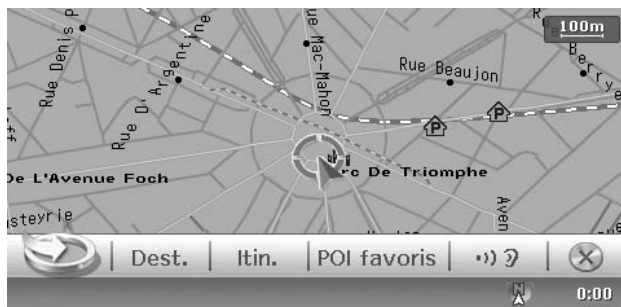 100m
Rue Denis P
Rue D'Argentine
ue Mac-Mahon
Rue Beaujon
Berry
P
P
rc De Triomphe
De L'Avenue Foch
steyrie
Aven
Dest.
Itin.
POI favoris
N
0:00